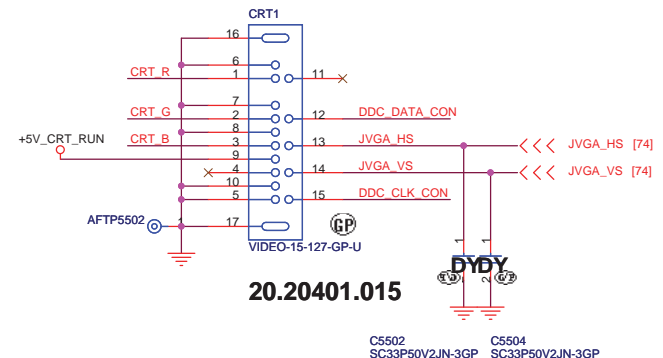 CRT1
16
6
CRT_R 1 11
7
CRT_G 2 12 DDC_DATA_CON
8
+5V_CRT_RUN CRT_B 3 13 JVGA_HS JVGA_HS [74]
9
4 14 JVGA_VS JVGA_VS [74]
10
5 15 DDC_CLK_CON
AFTP5502 1 17 GP
VIDEO-15-127-GP-U
20.20401.015
1 1
DY DY
2 2
C5502 C5504
SC33P50V2JN-3GP SC33P50V2JN-3GP